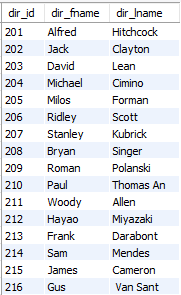 dir_id dir_fname dir_lname
201 Alfred Hitchcock
202 Jack Clayton
203 David Lean
204 Michael Cimino
205 Milos Forman
206 Ridley Scott
207 Stanley Kubrick
208 Bryan Singer
209 Roman Polanski
210 Paul Thomas An
211 Woody Allen
212 Hayao Miyazaki
213 Frank Darabont
214 Sam Mendes
215 James Cameron
216 Gus Van Sant